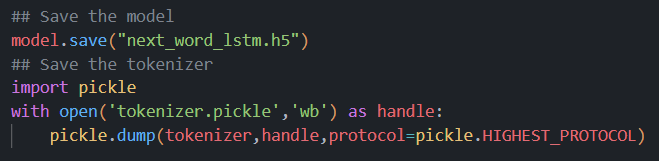 ## Save the model
model.save("next_word_lstm.h5")
## Save the tokenizer
import pickle
with open('tokenizer.pickle','wb') as handle:
    pickle.dump(tokenizer,handle,protocol=pickle.HIGHEST_PROTOCOL)